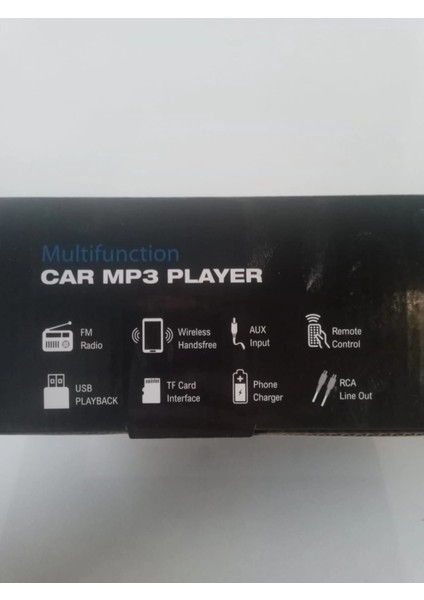 Multifunction
CAR MP3 PLAYER
FM
Radio
Wireless
Handsfree
AUX
Input
Remote
Control
USB
PLAYBACK
TF Card
Interface
Phone
Charger
RCA
Line Out